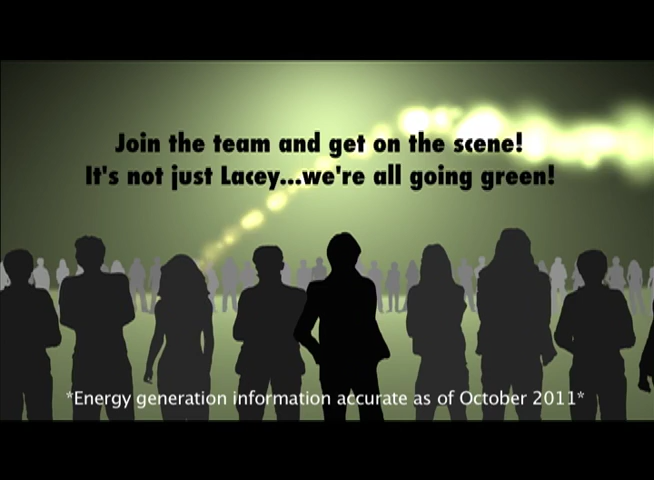 Join the team and get on the scene!
It's not just Lacey...we're all going green!
*Energy generation information accurate as of October 2011*